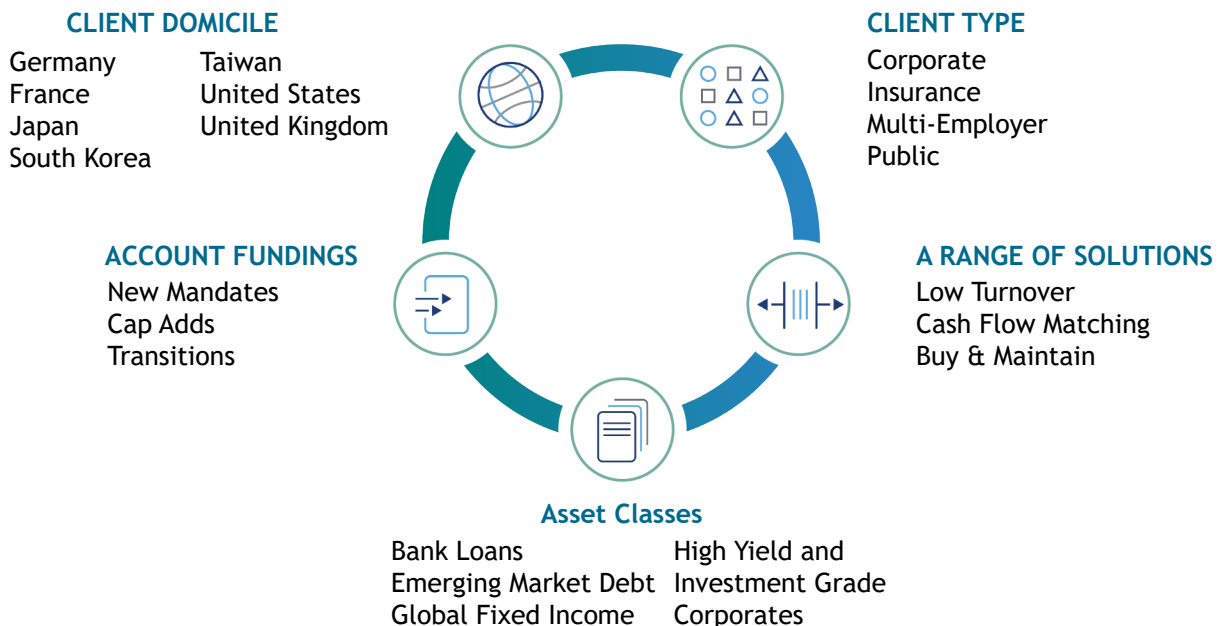 CLIENT DOMICILE
Germany
France
Japan
South Korea
Taiwan
United States
United Kingdom
CLIENT TYPE
Corporate
Insurance
Multi-Employer
Public
ACCOUNT FUNDINGS
New Mandates
Cap Adds
Transitions
A RANGE OF SOLUTIONS
Low Turnover
Cash Flow Matching
Buy & Maintain
Asset Classes
Bank Loans
Emerging Market Debt
Global Fixed Income
High Yield and
Investment Grade
Corporates